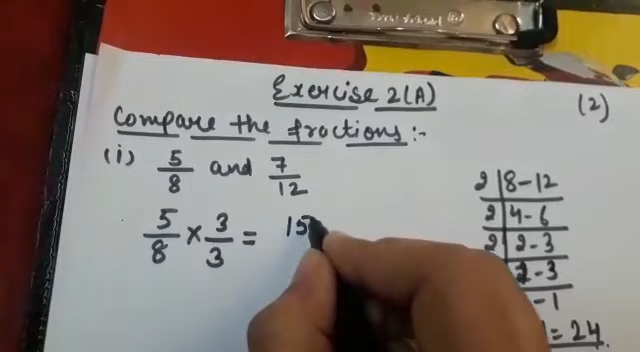 Exercise 2(A)
(2)
Compare the fractions:-
(i) 5/8 and 7/12
5/8 × 3/3 = 15
2 | 8-12
2 | 4-6
2 | 2-3
2-3
-1
= 24